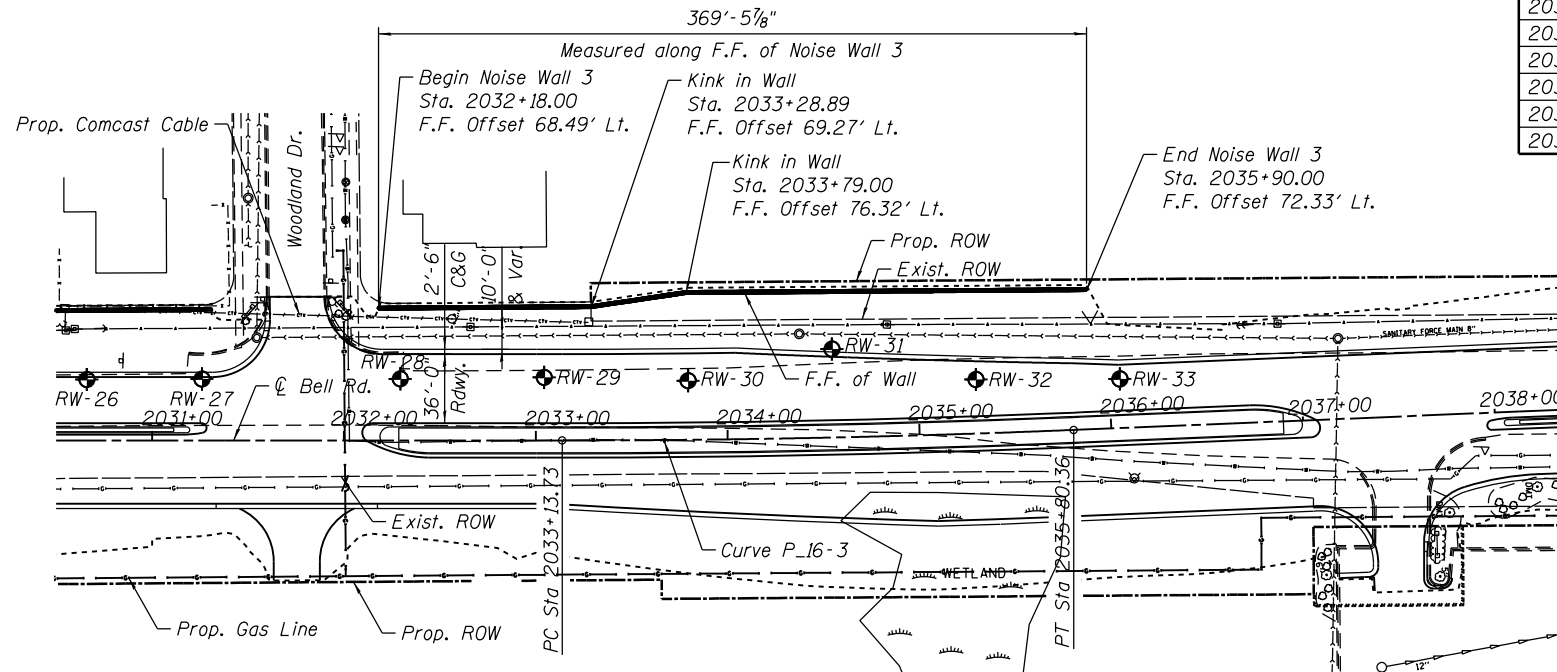 369'-5⅞"
Measured along F.F. of Noise Wall 3
Begin Noise Wall 3
Sta. 2032+18.00
F.F. Offset 68.49' Lt.
Kink in Wall
Sta. 2033+28.89
F.F. Offset 69.27' Lt.
Prop. Comcast Cable
Woodland Dr.
Kink in Wall
Sta. 2033+79.00
F.F. Offset 76.32' Lt.
End Noise Wall 3
Sta. 2035+90.00
F.F. Offset 72.33' Lt.
Prop. ROW
Exist. ROW
2'-6"
C&G
10'-0"
& Var.
36'-0"
Rdwy.
SANITARY FORCE MAIN 8"
RW-26
RW-27
RW-28
RW-29
RW-30
RW-31
F.F. of Wall
RW-32
RW-33
℄ Bell Rd.
2031+00
2032+00
2033+00
2034+00
2035+00
2036+00
2037+00
2038+00
PC Sta 2033+13.73
PT Sta 2035+80.36
Exist. ROW
Curve P_16-3
WETLAND
Prop. Gas Line
Prop. ROW
12"